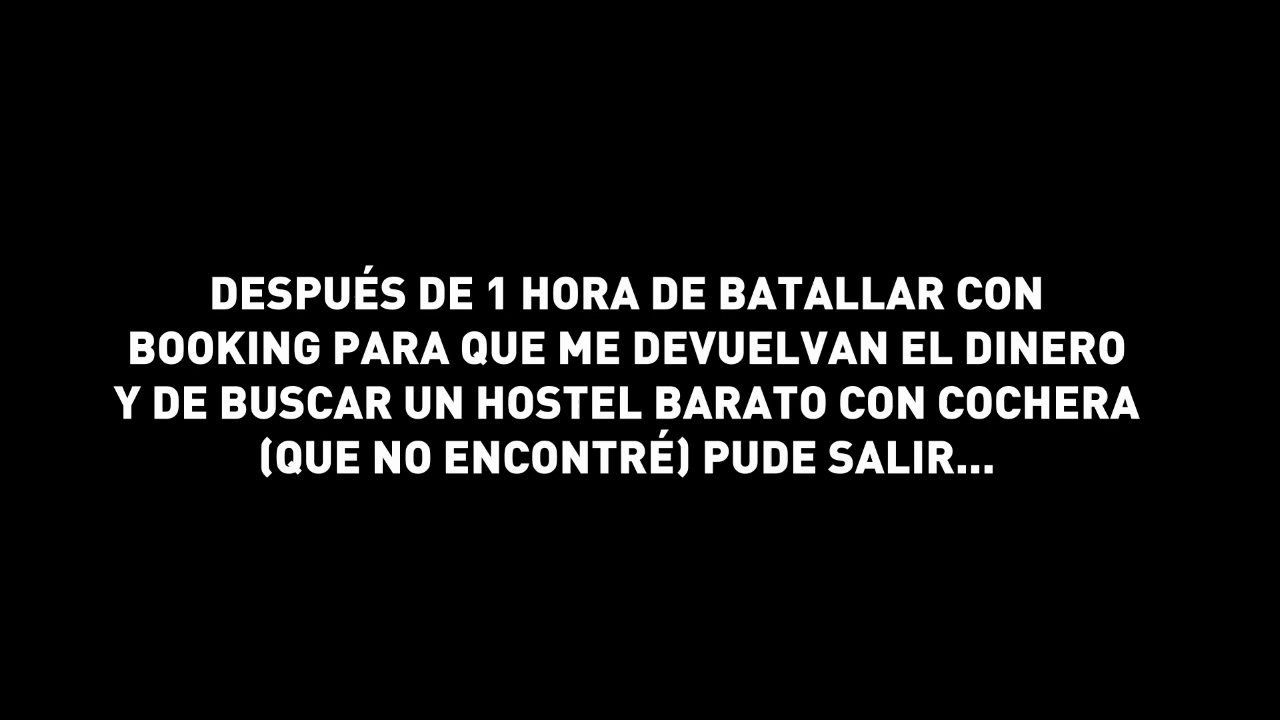 DESPUÉS DE 1 HORA DE BATALLAR CON
BOOKING PARA QUE ME DEVUELVAN EL DINERO
Y DE BUSCAR UN HOSTEL BARATO CON COCHERA
(QUE NO ENCONTRÉ) PUDE SALIR...